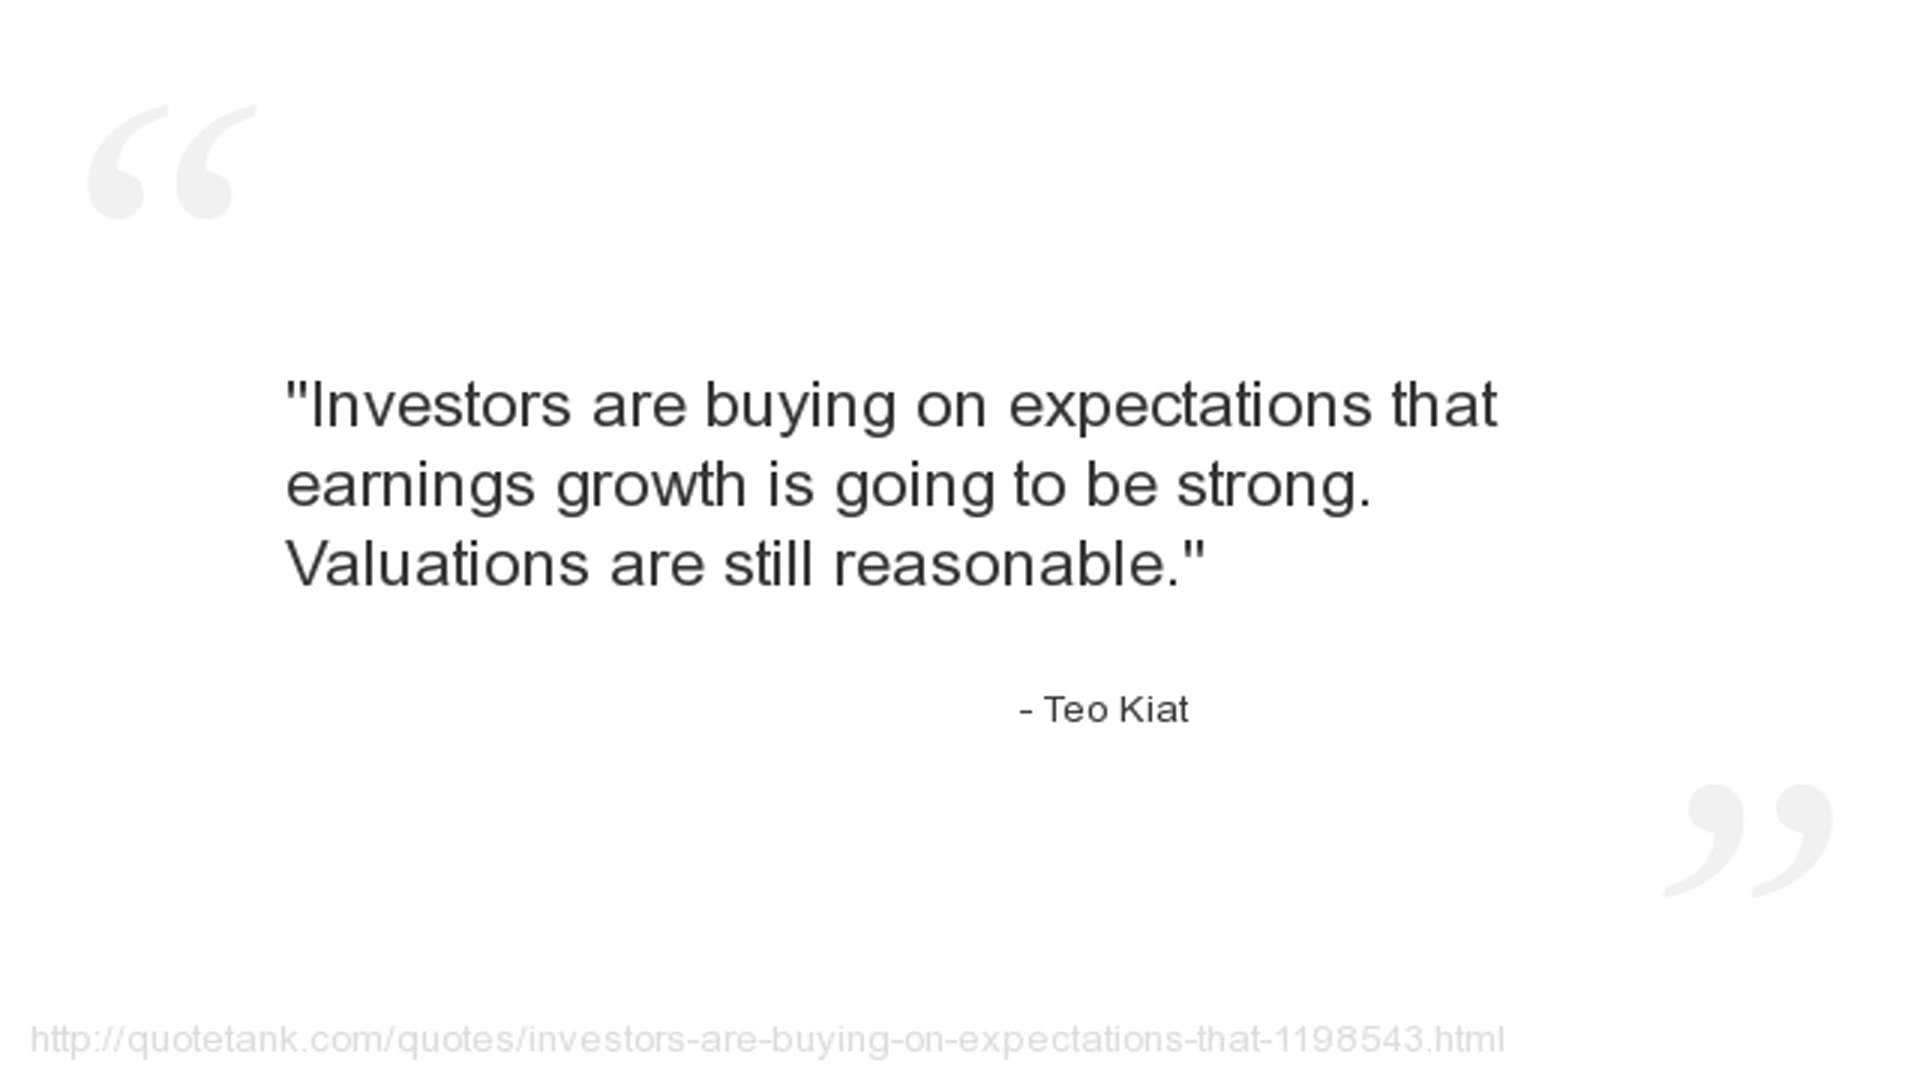 "Investors are buying on expectations that
earnings growth is going to be strong.
Valuations are still reasonable."
- Teo Kiat
http://quotetank.com/quotes/investors-are-buying-on-expectations-that-1198543.html